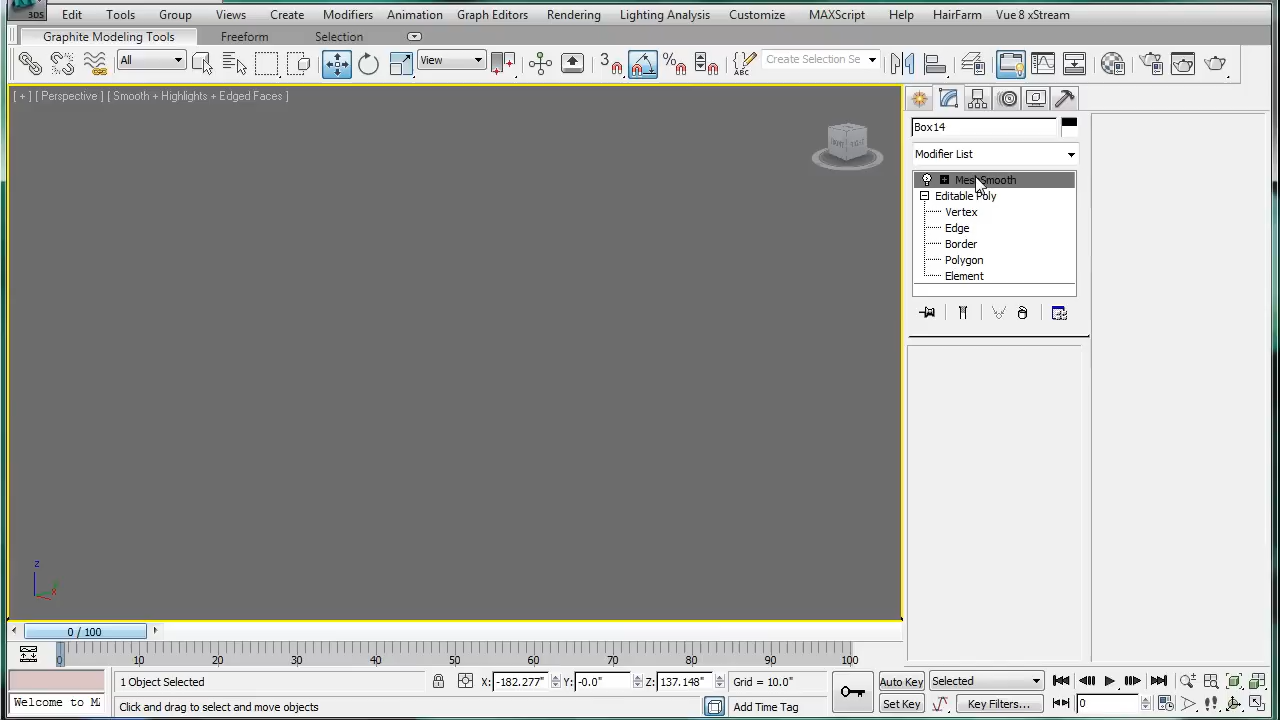 3DS Edit Tools Group Views Create Modifiers Animation Graph Editors Rendering Lighting Analysis Customize MAXScript Help HairFarm Vue 8 xStream
Graphite Modeling Tools Freeform Selection
All View 3 % ABC Create Selection Se
[ + ] [ Perspective ] [ Smooth + Highlights + Edged Faces ]
Box14
Modifier List
MeshSmooth
Editable Poly
Vertex
Edge
Border
Polygon
Element
z
x
0 / 100
0 10 20 30 40 50 60 70 80 90 100
1 Object Selected X: -182.277" Y: -0.0" Z: 137.148" Grid = 10.0" Auto Key Selected
Welcome to M Click and drag to select and move objects Add Time Tag Set Key Key Filters... 0